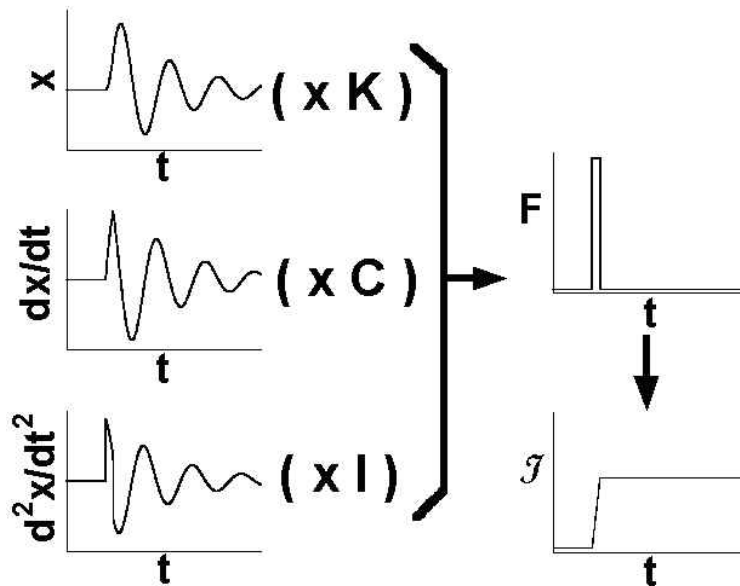 x
( x K )
t
dx/dt
( x C )
t
d²x/dt²
( x I )
t
F
t
ℐ
t